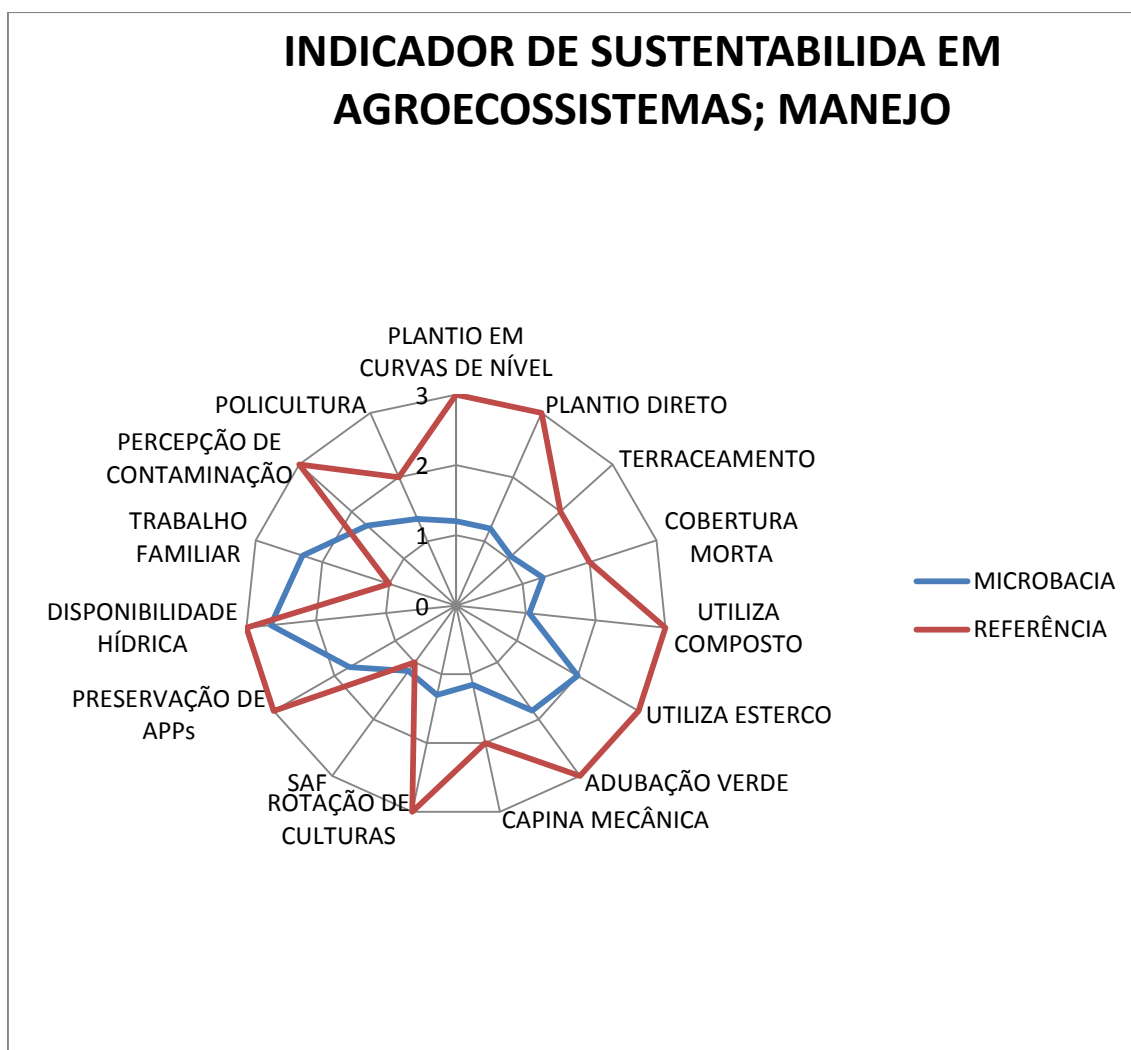 INDICADOR DE SUSTENTABILIDA EM
AGROECOSSISTEMAS; MANEJO
PLANTIO EM
CURVAS DE NÍVEL
PLANTIO DIRETO
TERRACEAMENTO
COBERTURA
MORTA
UTILIZA
COMPOSTO
UTILIZA ESTERCO
ADUBAÇÃO VERDE
CAPINA MECÂNICA
ROTAÇÃO DE
CULTURAS
SAF
PRESERVAÇÃO DE
APPs
DISPONIBILIDADE
HÍDRICA
TRABALHO
FAMILIAR
PERCEPÇÃO DE
CONTAMINAÇÃO
POLICULTURA
3
2
1
0
MICROBACIA
REFERÊNCIA